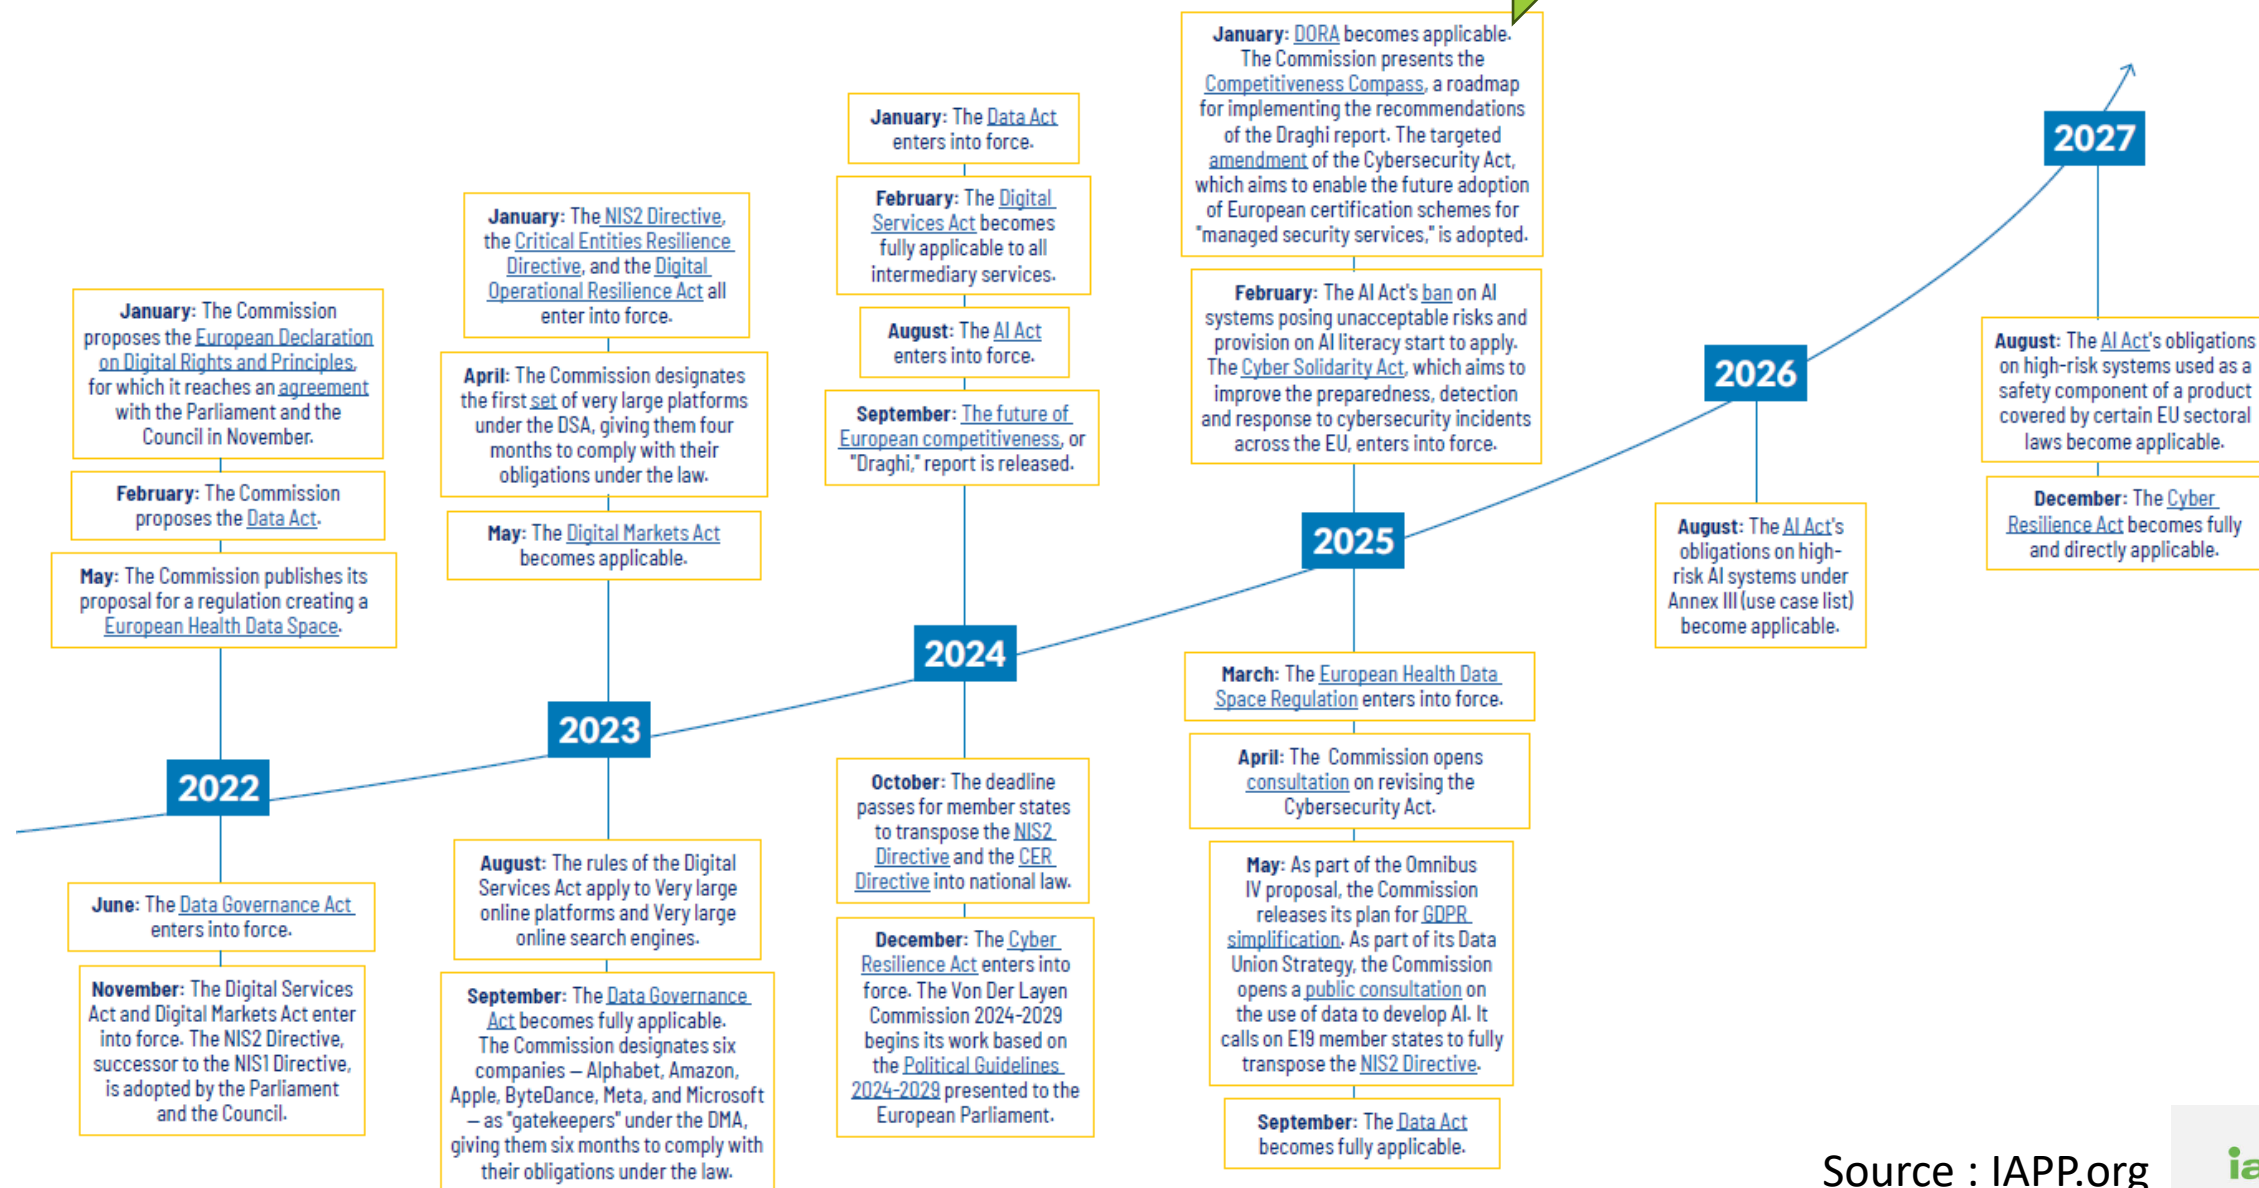 January: The Commission
proposes the European Declaration
on Digital Rights and Principles,
for which it reaches an agreement
with the Parliament and the
Council in November.
February: The Commission
proposes the Data Act.
May: The Commission publishes its
proposal for a regulation creating a
European Health Data Space.
2022
June: The Data Governance Act
enters into force.
November: The Digital Services
Act and Digital Markets Act enter
into force. The NIS2 Directive,
successor to the NIS1 Directive,
is adopted by the Parliament
and the Council.
January: The NIS2 Directive,
the Critical Entities Resilience
Directive, and the Digital
Operational Resilience Act all
enter into force.
April: The Commission designates
the first set of very large platforms
under the DSA, giving them four
months to comply with their
obligations under the law.
May: The Digital Markets Act
becomes applicable.
2023
August: The rules of the Digital
Services Act apply to Very large
online platforms and Very large
online search engines.
September: The Data Governance
Act becomes fully applicable.
The Commission designates six
companies – Alphabet, Amazon,
Apple, ByteDance, Meta, and Microsoft
– as "gatekeepers" under the DMA,
giving them six months to comply with
their obligations under the law.
January: The Data Act
enters into force.
February: The Digital
Services Act becomes
fully applicable to all
intermediary services.
August: The AI Act
enters into force.
September: The future of
European competitiveness, or
"Draghi," report is released.
2024
October: The deadline
passes for member states
to transpose the NIS2
Directive and the CER
Directive into national law.
December: The Cyber
Resilience Act enters into
force. The Von Der Layen
Commission 2024-2029
begins its work based on
the Political Guidelines
2024-2029 presented to the
European Parliament.
January: DORA becomes applicable.
The Commission presents the
Competitiveness Compass, a roadmap
for implementing the recommendations
of the Draghi report. The targeted
amendment of the Cybersecurity Act,
which aims to enable the future adoption
of European certification schemes for
"managed security services," is adopted.
February: The AI Act's ban on AI
systems posing unacceptable risks and
provision on AI literacy start to apply.
The Cyber Solidarity Act, which aims to
improve the preparedness, detection
and response to cybersecurity incidents
across the EU, enters into force.
2025
March: The European Health Data
Space Regulation enters into force.
April: The Commission opens
consultation on revising the
Cybersecurity Act.
May: As part of the Omnibus
IV proposal, the Commission
releases its plan for GDPR
simplification. As part of its Data
Union Strategy, the Commission
opens a public consultation on
the use of data to develop AI. It
calls on E19 member states to fully
transpose the NIS2 Directive.
September: The Data Act
becomes fully applicable.
2026
August: The AI Act's
obligations on high-
risk AI systems under
Annex III (use case list)
become applicable.
2027
August: The AI Act's obligations
on high-risk systems used as a
safety component of a product
covered by certain EU sectoral
laws become applicable.
December: The Cyber
Resilience Act becomes fully
and directly applicable.
Source : IAPP.org